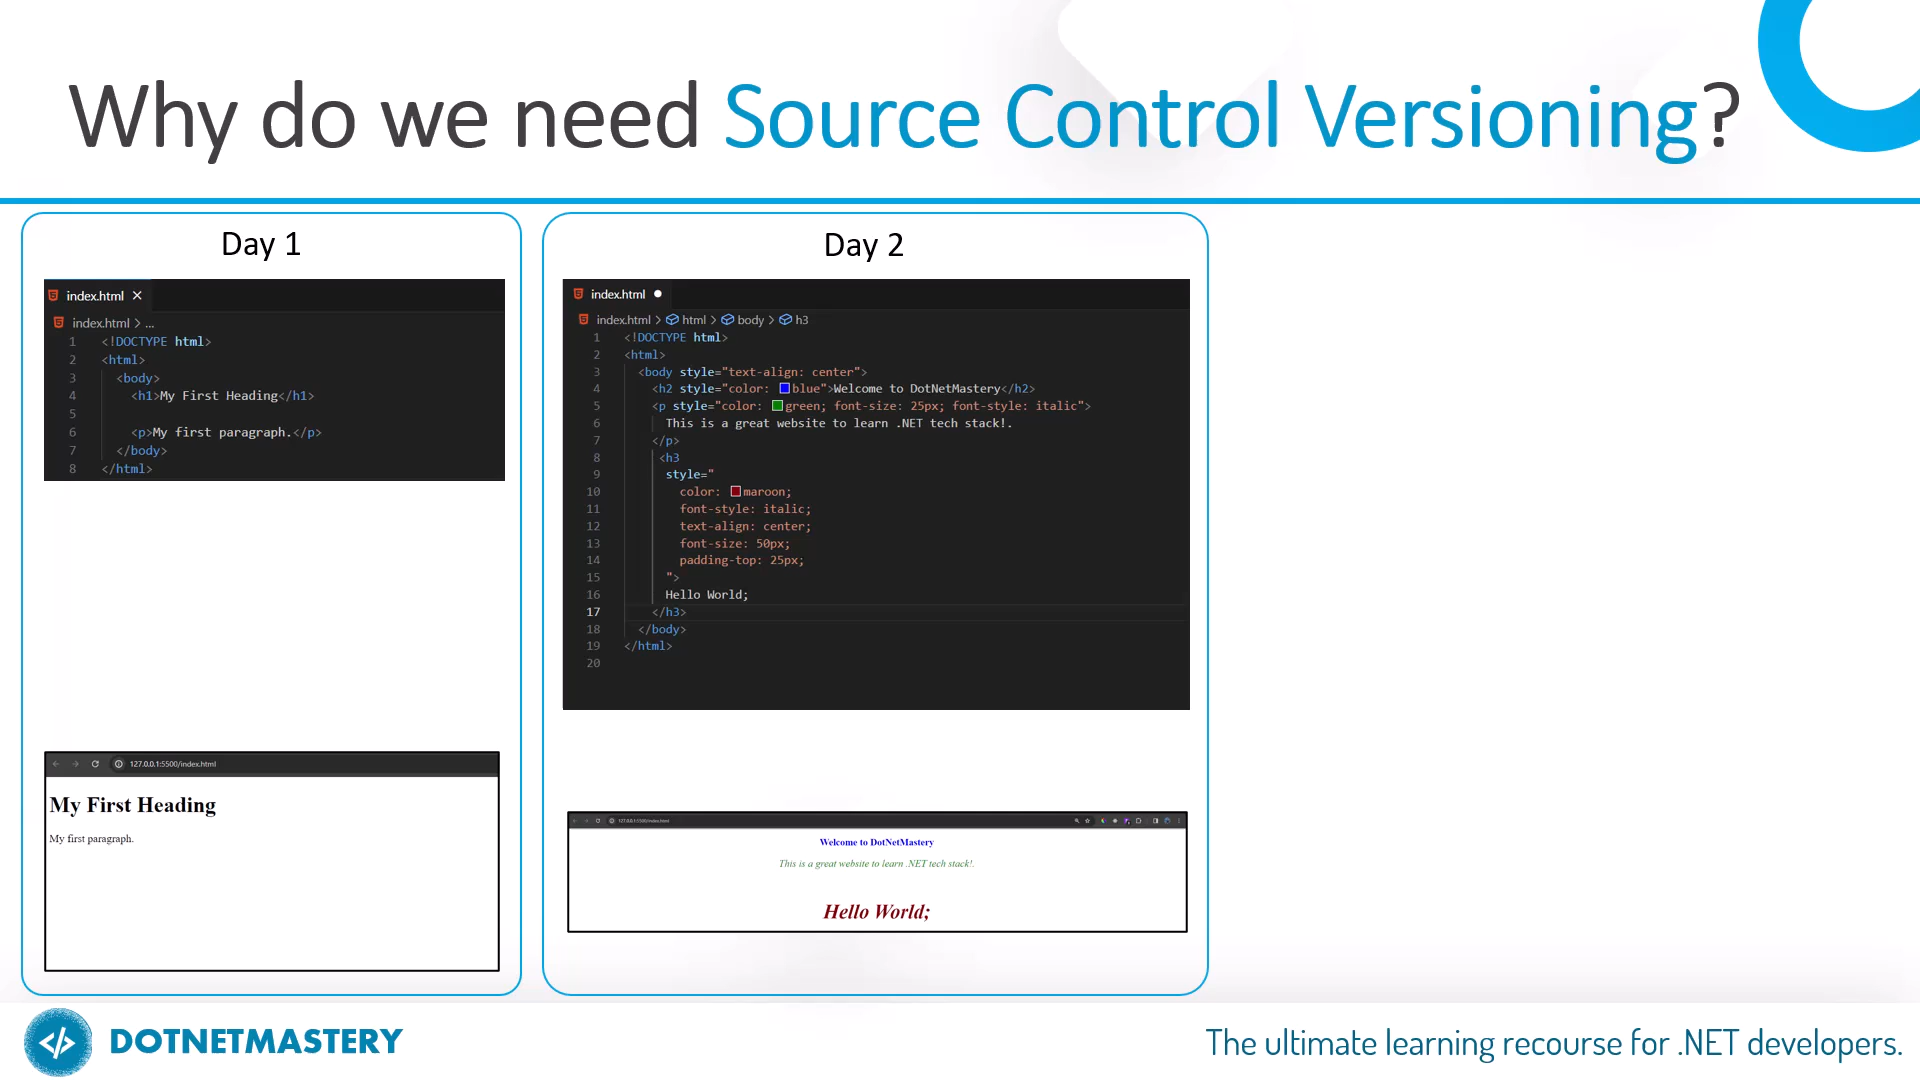 Why do we need Source Control Versioning?
Day 1
index.html
index.html > ...
1 <!DOCTYPE html>
2 <html>
3 <body>
4 <h1>My First Heading</h1>
5
6 <p>My first paragraph.</p>
7 </body>
8 </html>
127.0.0.1:5500/index.html
My First Heading
My first paragraph.
Day 2
index.html
index.html > html > body > h3
1 <!DOCTYPE html>
2 <html>
3 <body style="text-align: center">
4 <h2 style="color: blue">Welcome to DotNetMastery</h2>
5 <p style="color: green; font-size: 25px; font-style: italic">
6 This is a great website to learn .NET tech stack!.
7 </p>
8 <h3
9 style="
10 color: maroon;
11 font-style: italic;
12 text-align: center;
13 font-size: 50px;
14 padding-top: 25px;
15 ">
16 Hello World;
17 </h3>
18 </body>
19 </html>
20
127.0.0.1:5500/index.html
Welcome to DotNetMastery
This is a great website to learn .NET tech stack!.
Hello World;
</> DOTNETMASTERY
The ultimate learning recourse for .NET developers.